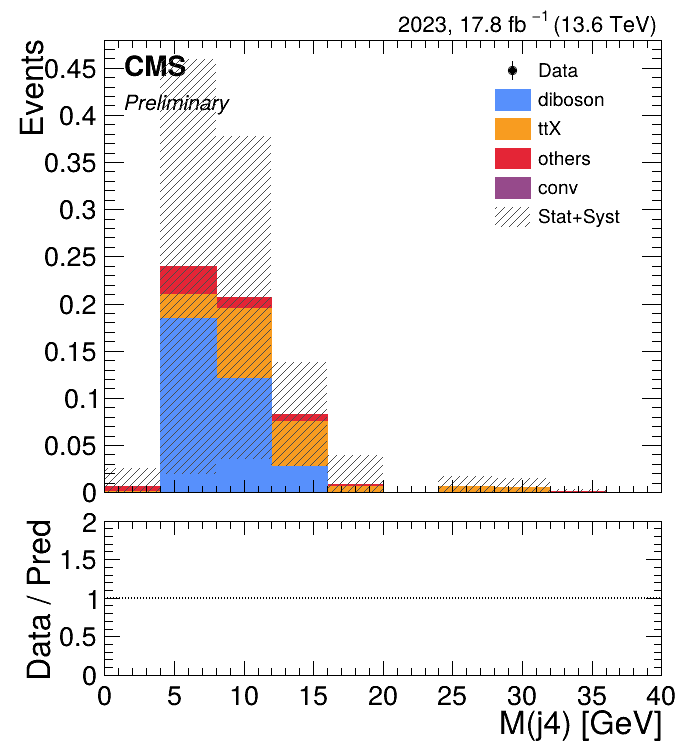 2023, 17.8 fb⁻¹ (13.6 TeV)
Events
CMS
Preliminary
Data
diboson
ttX
others
conv
Stat+Syst
0.45
0.4
0.35
0.3
0.25
0.2
0.15
0.1
0.05
0
Data / Pred
2
1.5
1
0.5
0
0 5 10 15 20 25 30 35 40
M(j4) [GeV]